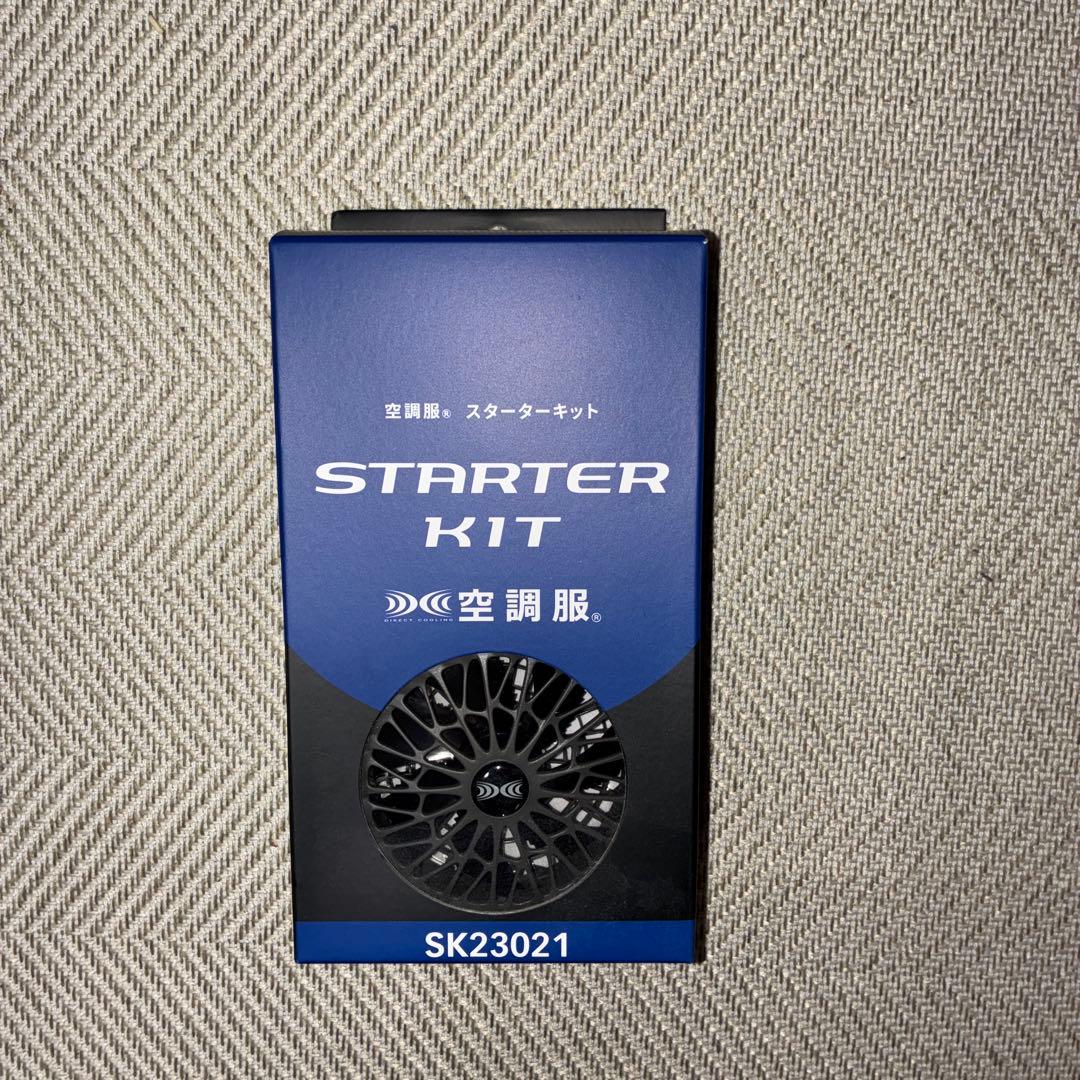 空調服® スターターキット
STARTER
KIT
空調服®
DIRECT COOLING
SK23021